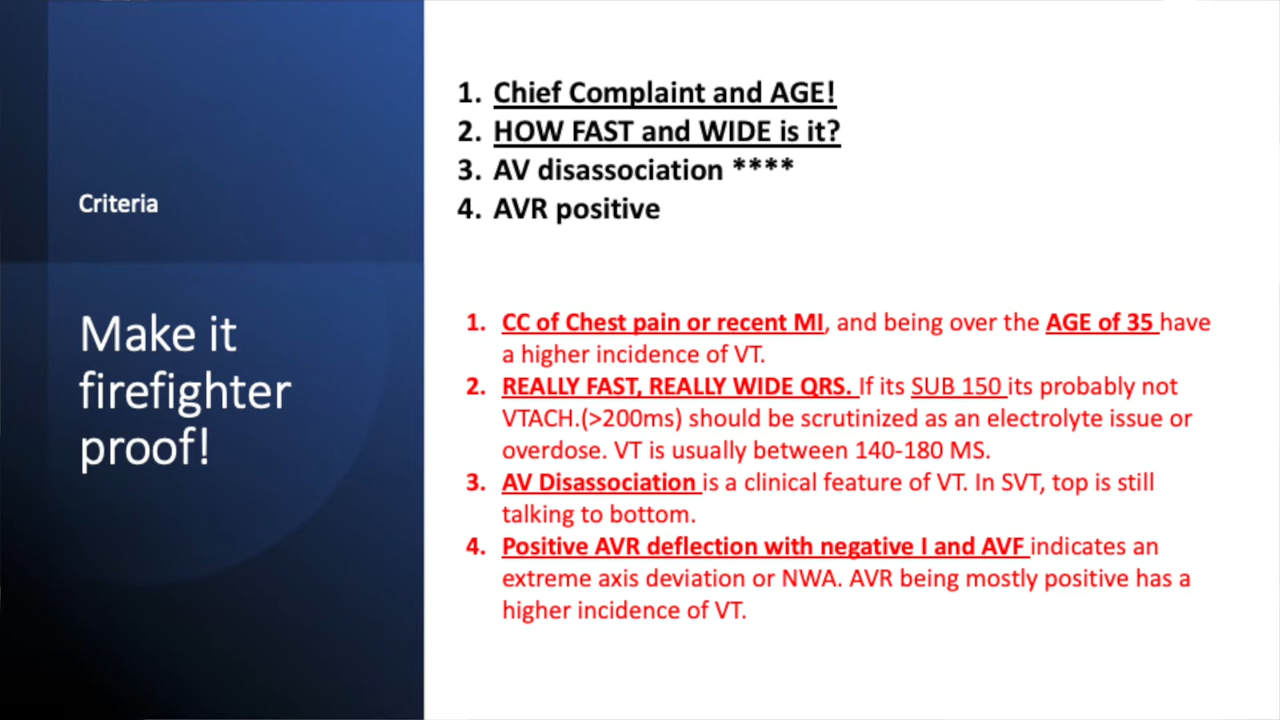 Criteria
Make it
firefighter
proof!
1. Chief Complaint and AGE!
2. HOW FAST and WIDE is it?
3. AV disassociation ****
4. AVR positive
1. CC of Chest pain or recent MI, and being over the AGE of 35 have
a higher incidence of VT.
2. REALLY FAST, REALLY WIDE QRS. If its SUB 150 its probably not
VTACH.(>200ms) should be scrutinized as an electrolyte issue or
overdose. VT is usually between 140-180 MS.
3. AV Disassociation is a clinical feature of VT. In SVT, top is still
talking to bottom.
4. Positive AVR deflection with negative I and AVF indicates an
extreme axis deviation or NWA. AVR being mostly positive has a
higher incidence of VT.